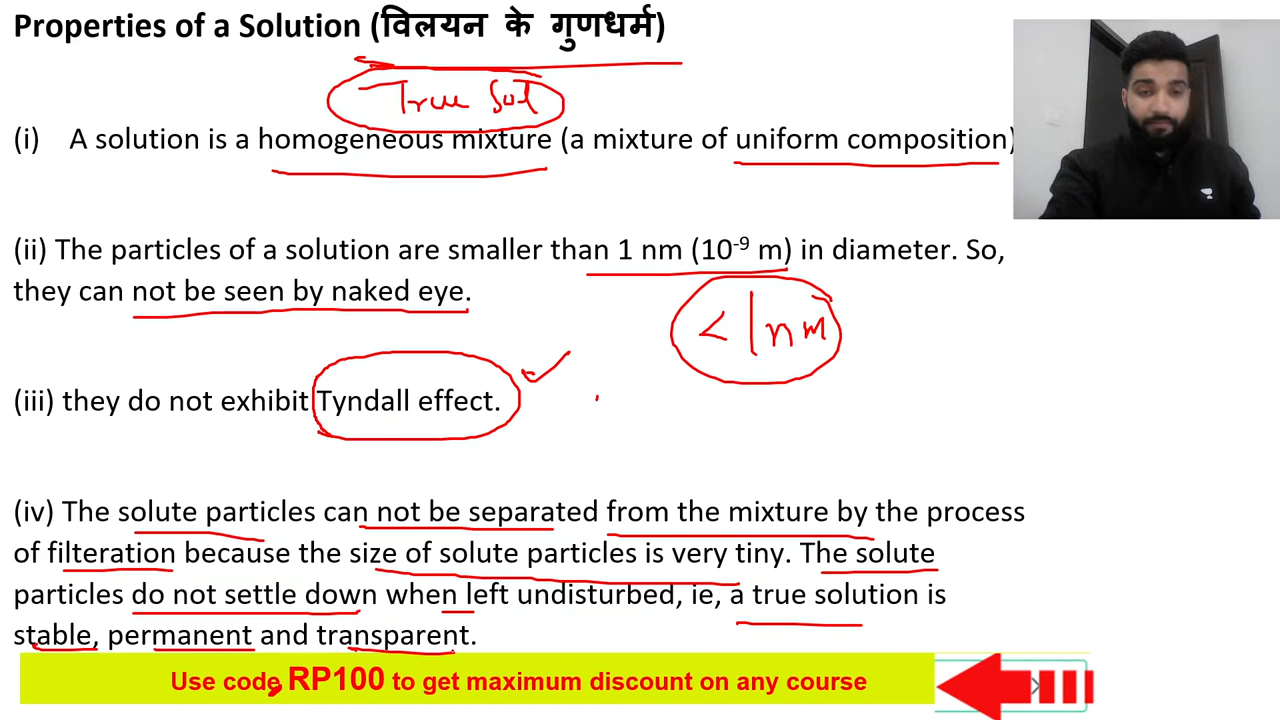 Properties of a Solution (विलयन के गुणधर्म)
True Sol
(i) A solution is a homogeneous mixture (a mixture of uniform composition)
(ii) The particles of a solution are smaller than 1 nm (10⁻⁹ m) in diameter. So,
they can not be seen by naked eye.
< 1 nm
(iii) they do not exhibit Tyndall effect.
(iv) The solute particles can not be separated from the mixture by the process
of filteration because the size of solute particles is very tiny. The solute
particles do not settle down when left undisturbed, ie, a true solution is
stable, permanent and transparent.
Use code RP100 to get maximum discount on any course